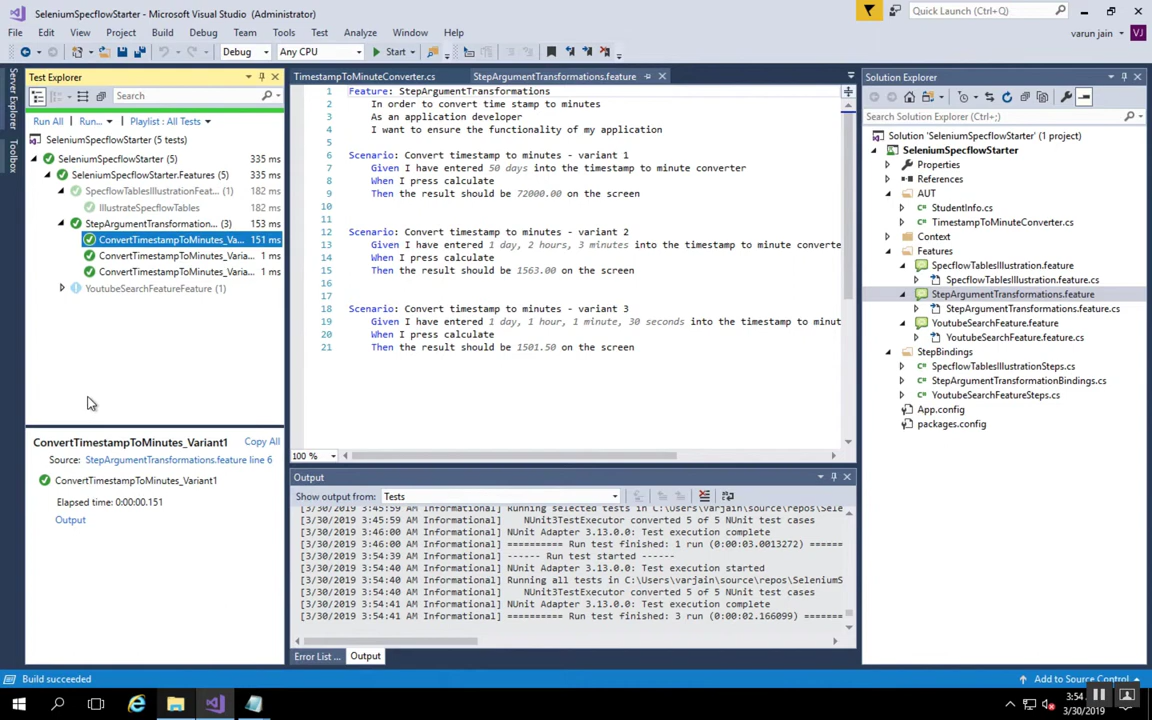 SeleniumSpecflowStarter - Microsoft Visual Studio (Administrator)
Quick Launch (Ctrl+Q)
File Edit View Project Build Debug Team Tools Test Analyze Window Help
varun jain VJ
Debug Any CPU Start
Server Explorer
Toolbox
Test Explorer
Search
Run All Run... Playlist : All Tests
SeleniumSpecflowStarter (5 tests)
SeleniumSpecflowStarter (5) 335 ms
SeleniumSpecflowStarter.Features (5) 335 ms
SpecflowTablesIllustrationFeat... (1) 182 ms
IllustrateSpecflowTables 182 ms
StepArgumentTransformation... (3) 153 ms
ConvertTimestampToMinutes_Va... 151 ms
ConvertTimestampToMinutes_Varia... 1 ms
ConvertTimestampToMinutes_Varia... 1 ms
YoutubeSearchFeatureFeature (1)
ConvertTimestampToMinutes_Variant1 Copy All
Source: StepArgumentTransformations.feature line 6
ConvertTimestampToMinutes_Variant1
Elapsed time: 0:00:00.151
Output
TimestampToMinuteConverter.cs StepArgumentTransformations.feature
1 Feature: StepArgumentTransformations
2 In order to convert time stamp to minutes
3 As an application developer
4 I want to ensure the functionality of my application
5
6 Scenario: Convert timestamp to minutes - variant 1
7 Given I have entered 50 days into the timestamp to minute converter
8 When I press calculate
9 Then the result should be 72000.00 on the screen
10
11
12 Scenario: Convert timestamp to minutes - variant 2
13 Given I have entered 1 day, 2 hours, 3 minutes into the timestamp to minute converte
14 When I press calculate
15 Then the result should be 1563.00 on the screen
16
17
18 Scenario: Convert timestamp to minutes - variant 3
19 Given I have entered 1 day, 1 hour, 1 minute, 30 seconds into the timestamp to minut
20 When I press calculate
21 Then the result should be 1501.50 on the screen
100 %
Output
Show output from: Tests
[3/30/2019 3:45:59 AM Informational] Running selected tests in C:\Users\varjain\source\repos\Sele
[3/30/2019 3:45:59 AM Informational] NUnit3TestExecutor converted 5 of 5 NUnit test cases
[3/30/2019 3:46:00 AM Informational] NUnit Adapter 3.13.0.0: Test execution complete
[3/30/2019 3:46:00 AM Informational] ========== Run test finished: 1 run (0:00:03.0013272) ======
[3/30/2019 3:54:39 AM Informational] ------ Run test started ------
[3/30/2019 3:54:40 AM Informational] NUnit Adapter 3.13.0.0: Test execution started
[3/30/2019 3:54:40 AM Informational] Running all tests in C:\Users\varjain\source\repos\SeleniumS
[3/30/2019 3:54:40 AM Informational] NUnit3TestExecutor converted 5 of 5 NUnit test cases
[3/30/2019 3:54:41 AM Informational] NUnit Adapter 3.13.0.0: Test execution complete
[3/30/2019 3:54:41 AM Informational] ========== Run test finished: 3 run (0:00:02.166099) =======
Error List ... Output
Solution Explorer
Search Solution Explorer (Ctrl+;)
Solution 'SeleniumSpecflowStarter' (1 project)
SeleniumSpecflowStarter
Properties
References
AUT
StudentInfo.cs
TimestampToMinuteConverter.cs
Context
Features
SpecflowTablesIllustration.feature
SpecflowTablesIllustration.feature.cs
StepArgumentTransformations.feature
StepArgumentTransformations.feature.cs
YoutubeSearchFeature.feature
YoutubeSearchFeature.feature.cs
StepBindings
SpecflowTablesIllustrationSteps.cs
StepArgumentTransformationBindings.cs
YoutubeSearchFeatureSteps.cs
App.config
packages.config
Build succeeded
Add to Source Control
3:54
3/30/2019